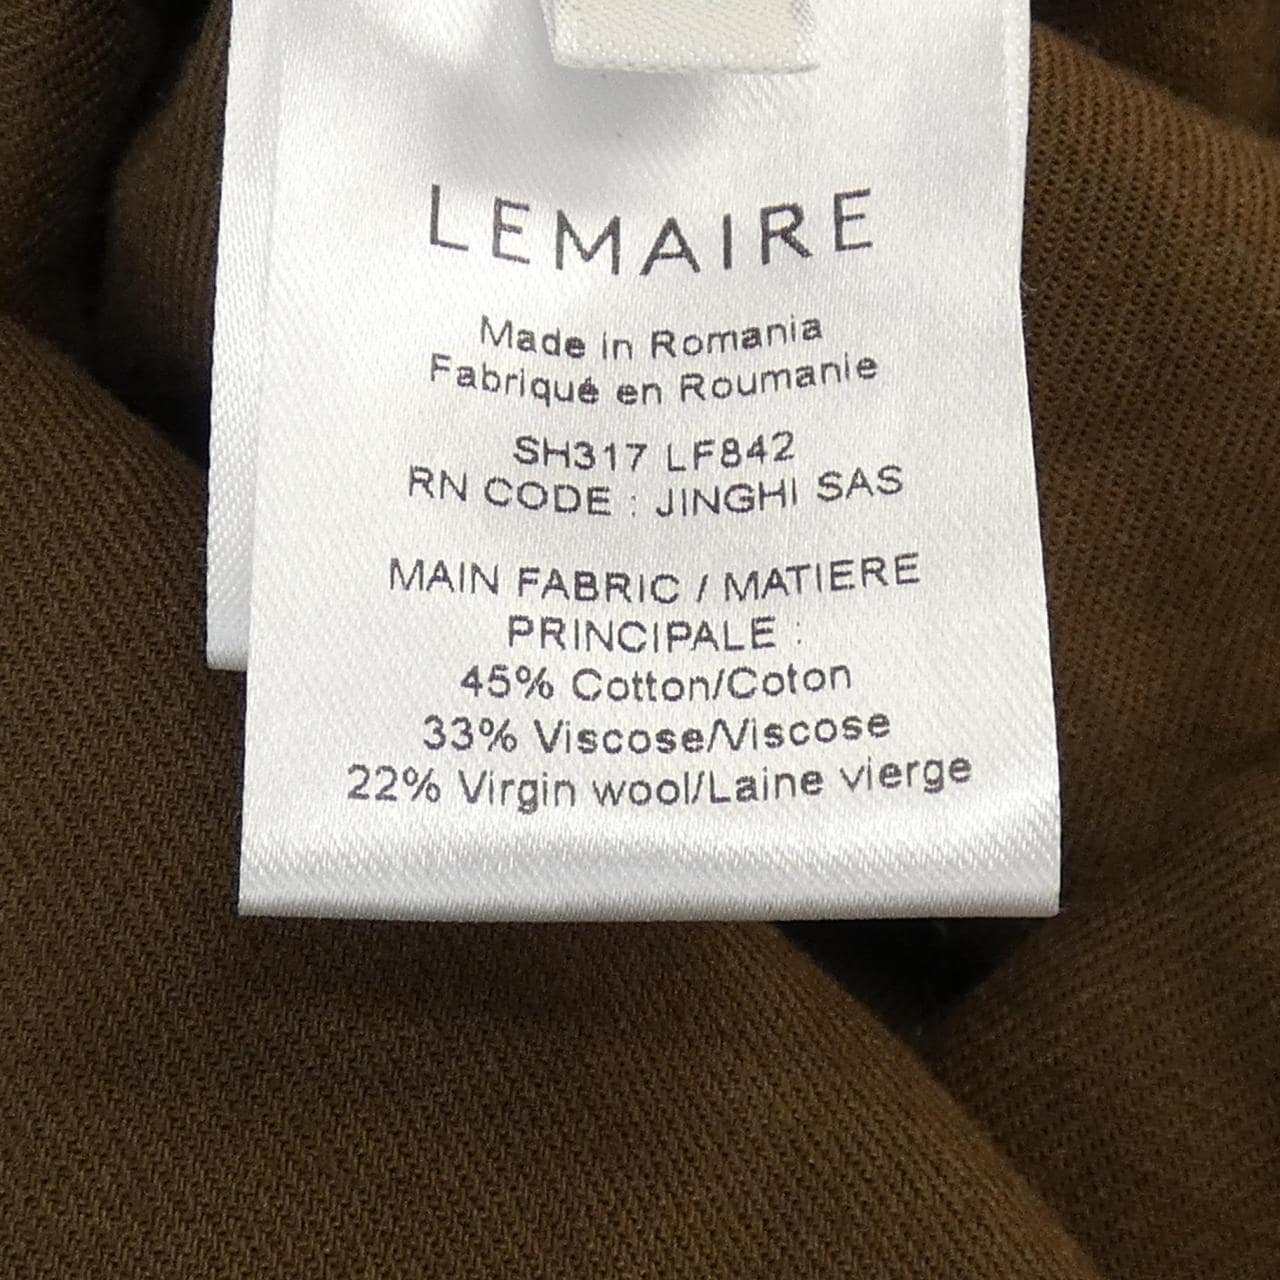 LEMAIRE
Made in Romania
Fabriqué en Roumanie
SH317 LF842
RN CODE : JINGHI SAS
MAIN FABRIC / MATIERE
PRINCIPALE :
45% Cotton/Coton
33% Viscose/Viscose
22% Virgin wool/Laine vierge